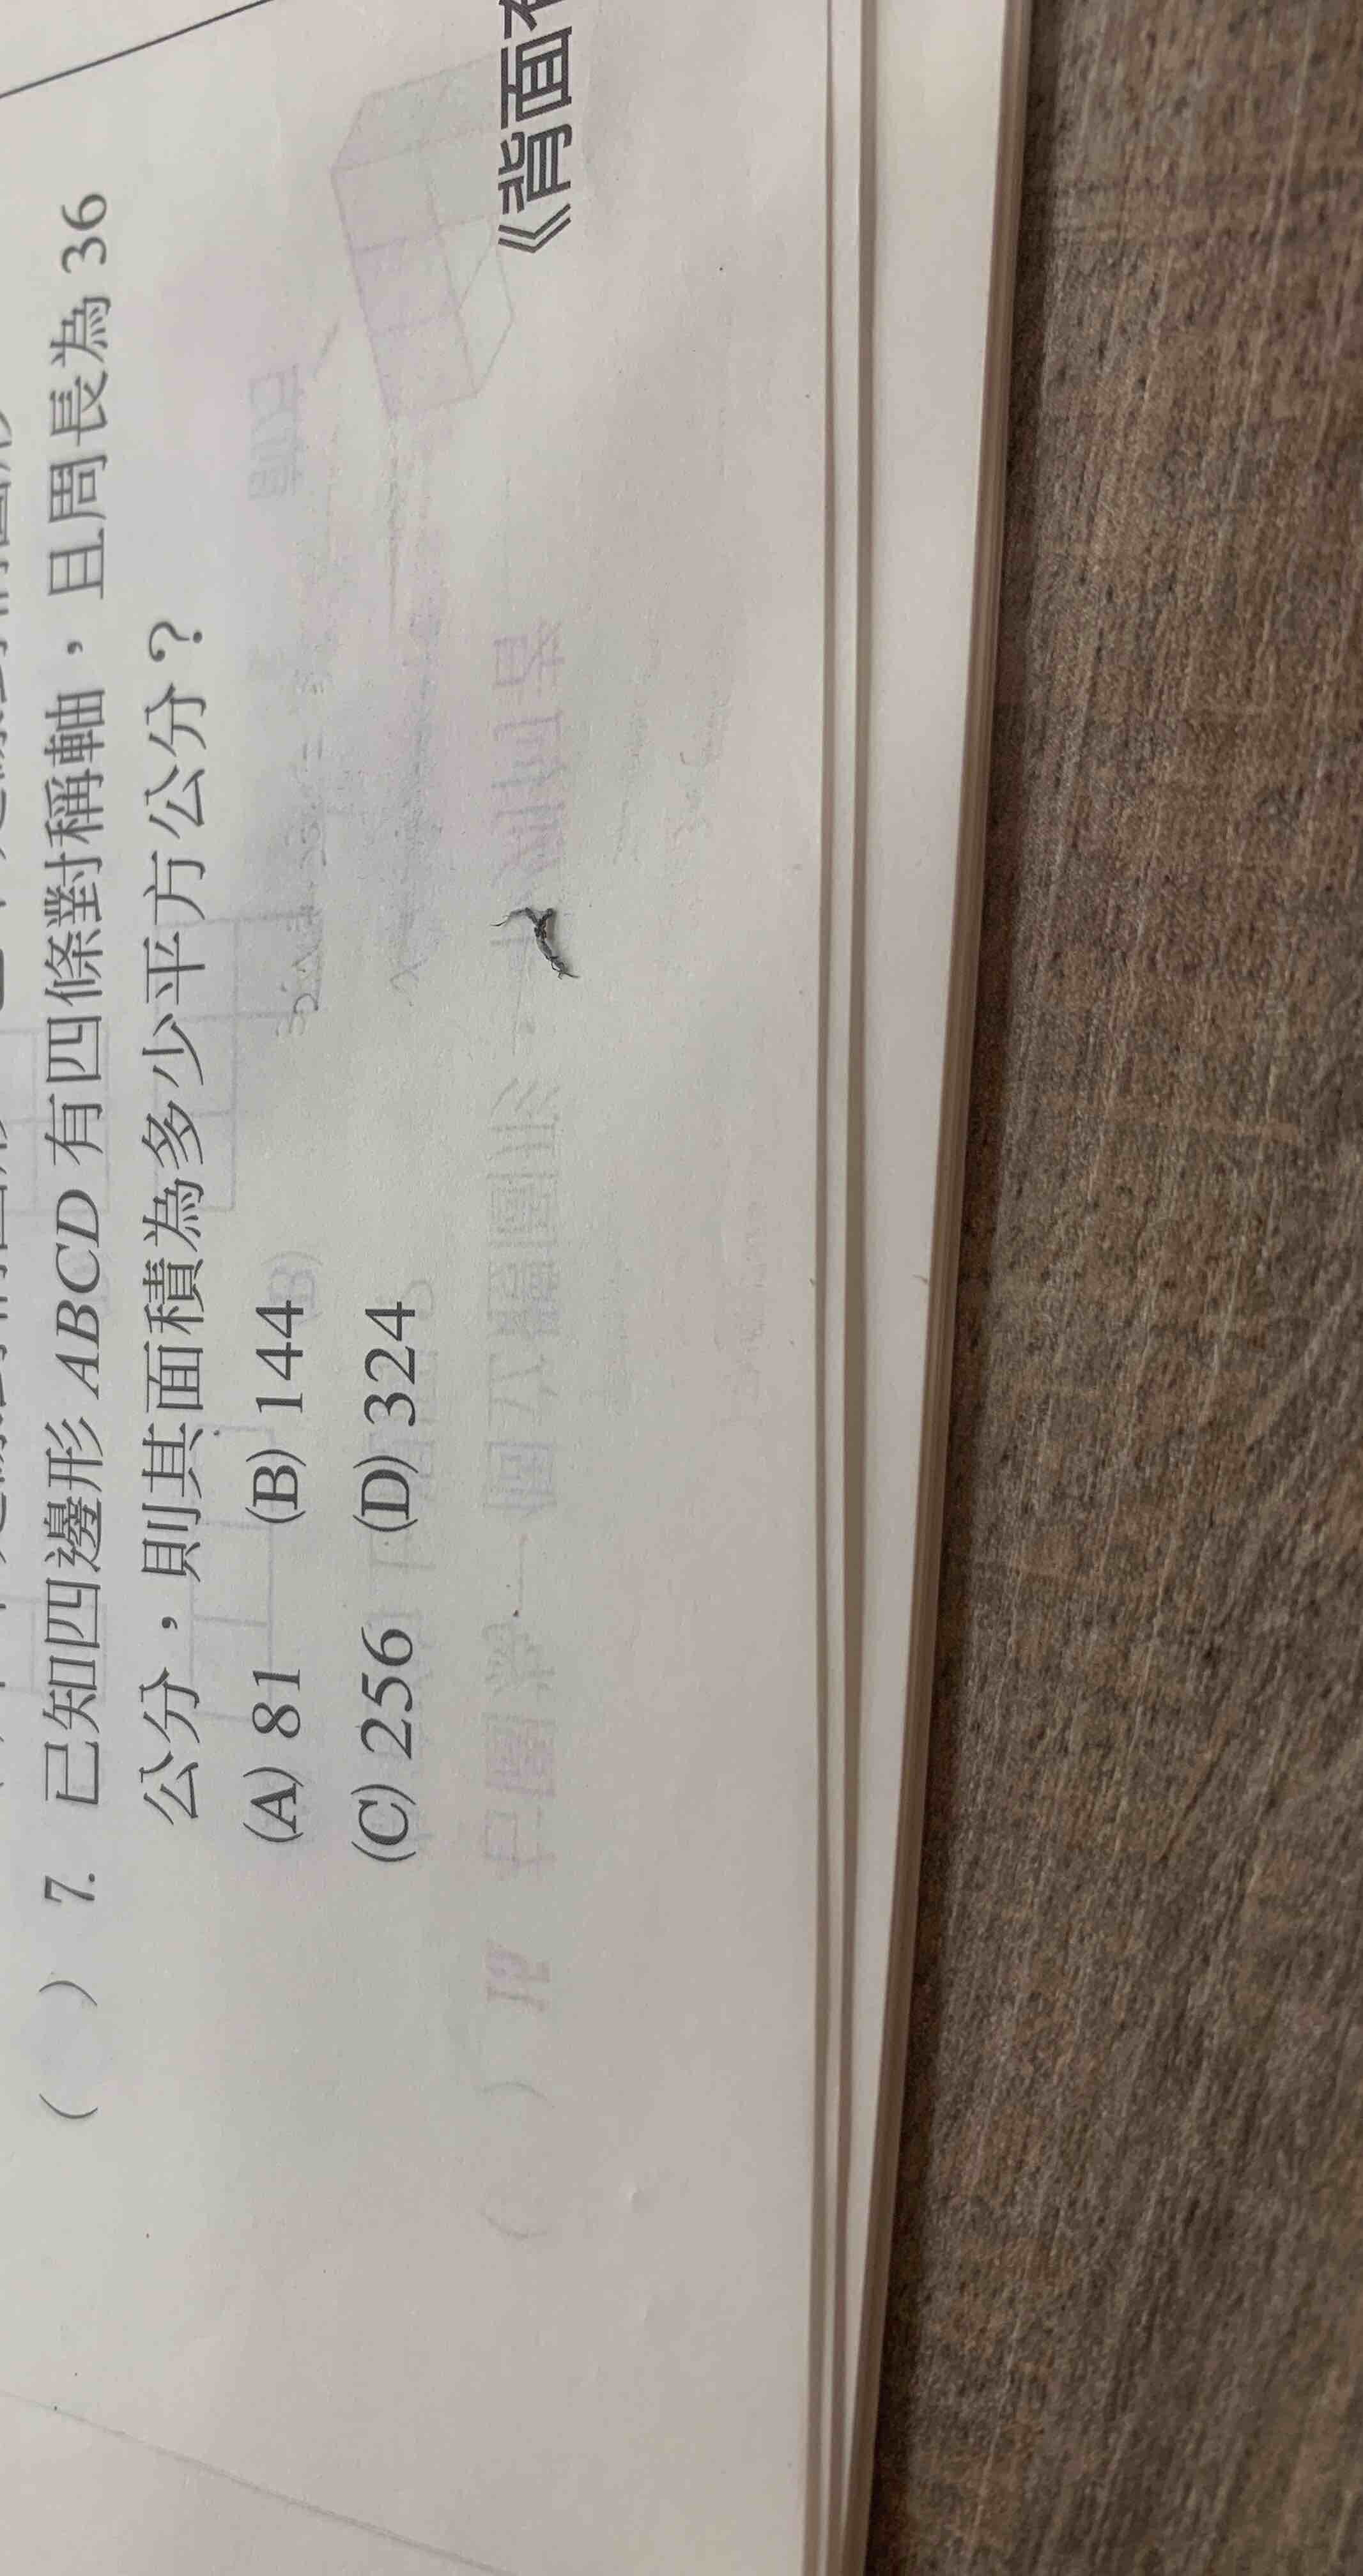 ( ) 7. 已知四邊形 ABCD 有四條對稱軸，且周長為 36
公分，則其面積為多少平方公分？
(A) 81 (B) 144
(C) 256 (D) 324
《背面